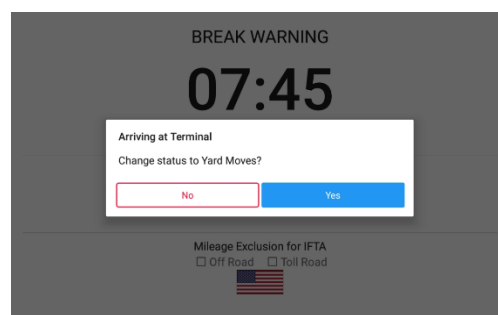 BREAK WARNING
07:45
Arriving at Terminal
Change status to Yard Moves?
No Yes
Mileage Exclusion for IFTA
Off Road Toll Road